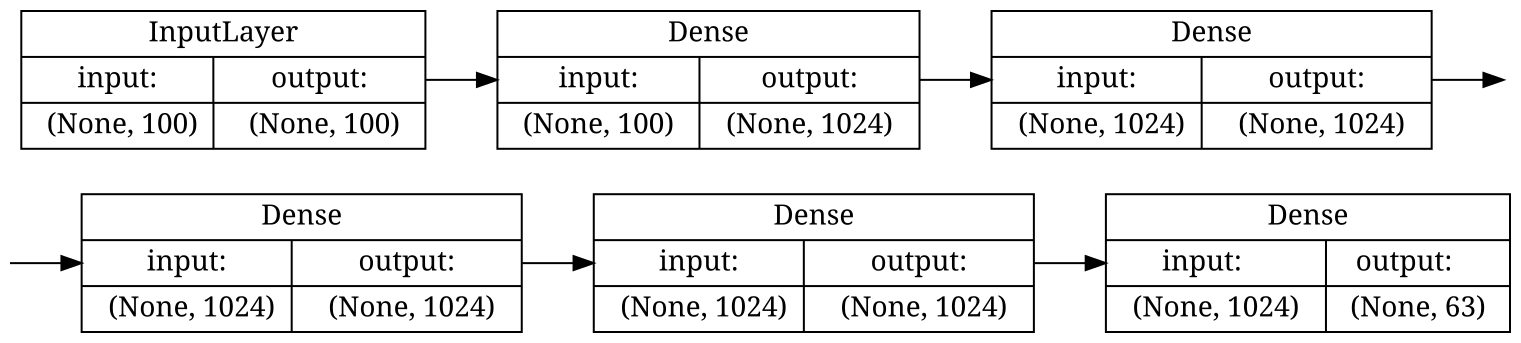 InputLayer
input: output:
(None, 100) (None, 100)
Dense
input: output:
(None, 100) (None, 1024)
Dense
input: output:
(None, 1024) (None, 1024)
Dense
input: output:
(None, 1024) (None, 1024)
Dense
input: output:
(None, 1024) (None, 1024)
Dense
input: output:
(None, 1024) (None, 63)